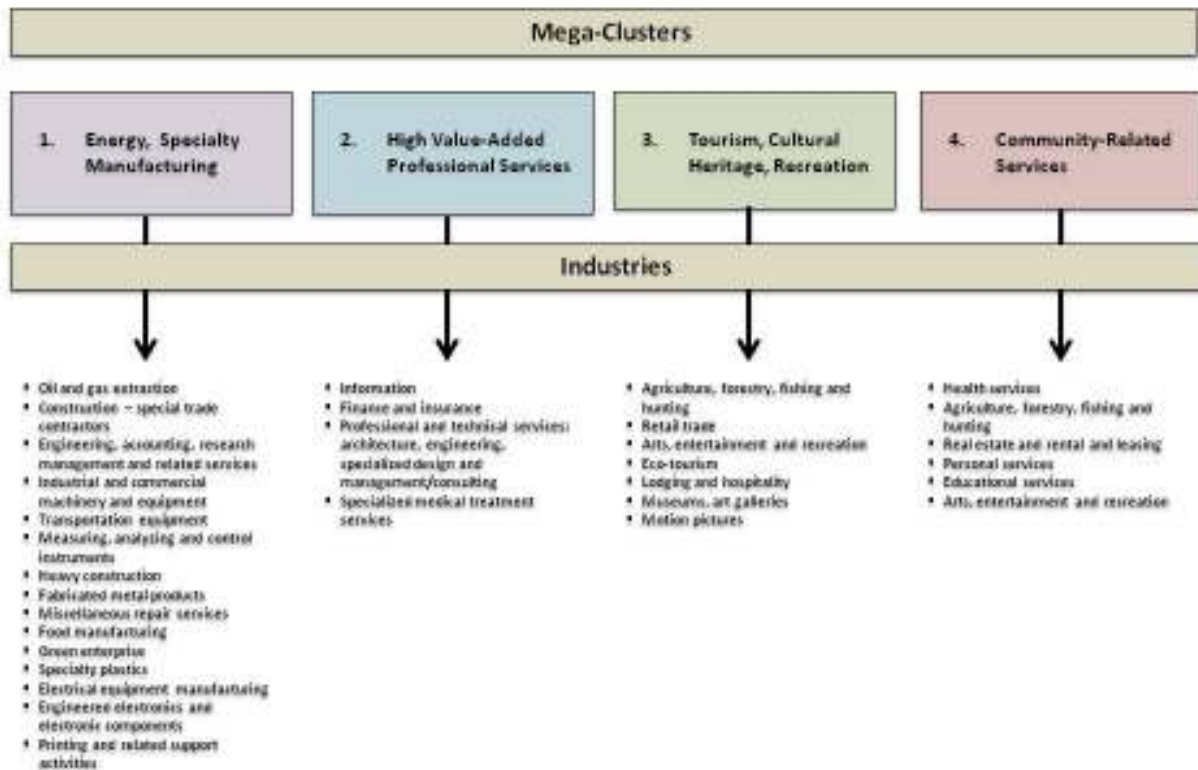 Mega-Clusters
1. Energy, Specialty
Manufacturing
2. High Value-Added
Professional Services
3. Tourism, Cultural
Heritage, Recreation
4. Community-Related
Services
Industries
• Oil and gas extraction
• Construction – special trade
contractors
• Engineering, accounting, research
management and related services
• Industrial and commercial
machinery and equipment
• Transportation equipment
• Measuring, analyzing and control
instruments
• Heavy construction
• Fabricated metal products
• Miscellaneous repair services
• Food manufacturing
• Green enterprise
• Specialty plastics
• Electrical equipment manufacturing
• Engineered electronics and
electronic components
• Printing and related support
activities
• Information
• Finance and insurance
• Professional and technical services:
architecture, engineering,
specialized design and
management/consulting
• Specialized medical treatment
services
• Agriculture, forestry, fishing and
hunting
• Retail trade
• Arts, entertainment and recreation
• Eco-tourism
• Lodging and hospitality
• Museums, art galleries
• Motion pictures
• Health services
• Agriculture, forestry, fishing and
hunting
• Real estate and rental and leasing
• Personal services
• Educational services
• Arts, entertainment and recreation